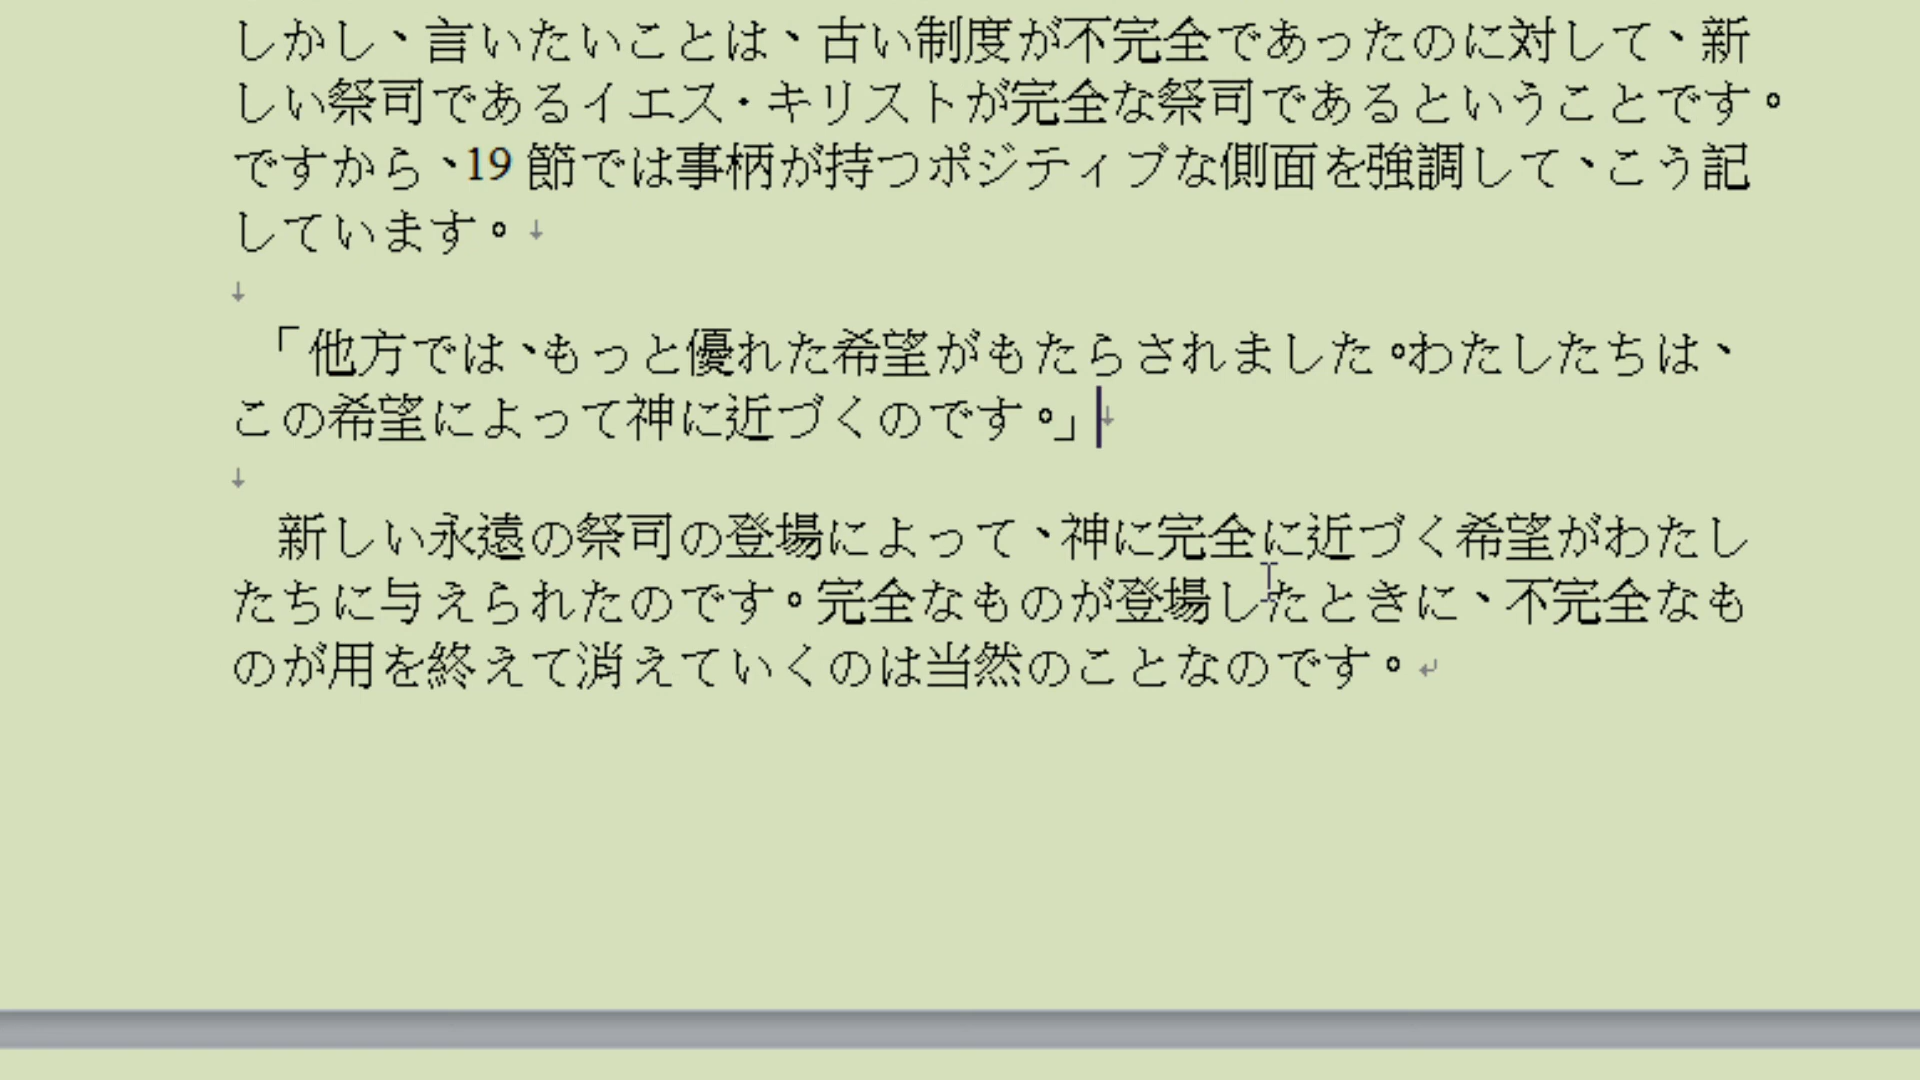 しかし、言いたいことは、古い制度が不完全であったのに対して、新
しい祭司であるイエス・キリストが完全な祭司であるということです。
ですから、19 節では事柄が持つポジティブな側面を強調して、こう記
しています。↓
↓
「他方では、もっと優れた希望がもたらされました。わたしたちは、
この希望によって神に近づくのです。」↓
↓
新しい永遠の祭司の登場によって、神に完全に近づく希望がわたし
たちに与えられたのです。完全なものが登場したときに、不完全なも
のが用を終えて消えていくのは当然のことなのです。↵